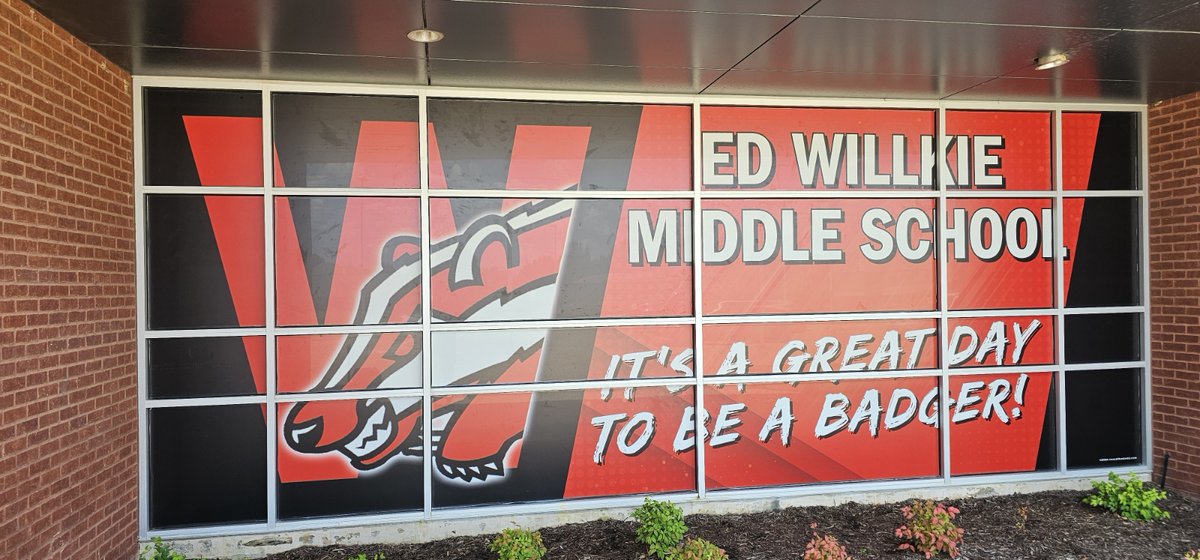 W
ED WILLKIE
MIDDLE SCHOOL
IT'S A GREAT DAY
TO BE A BADGER!